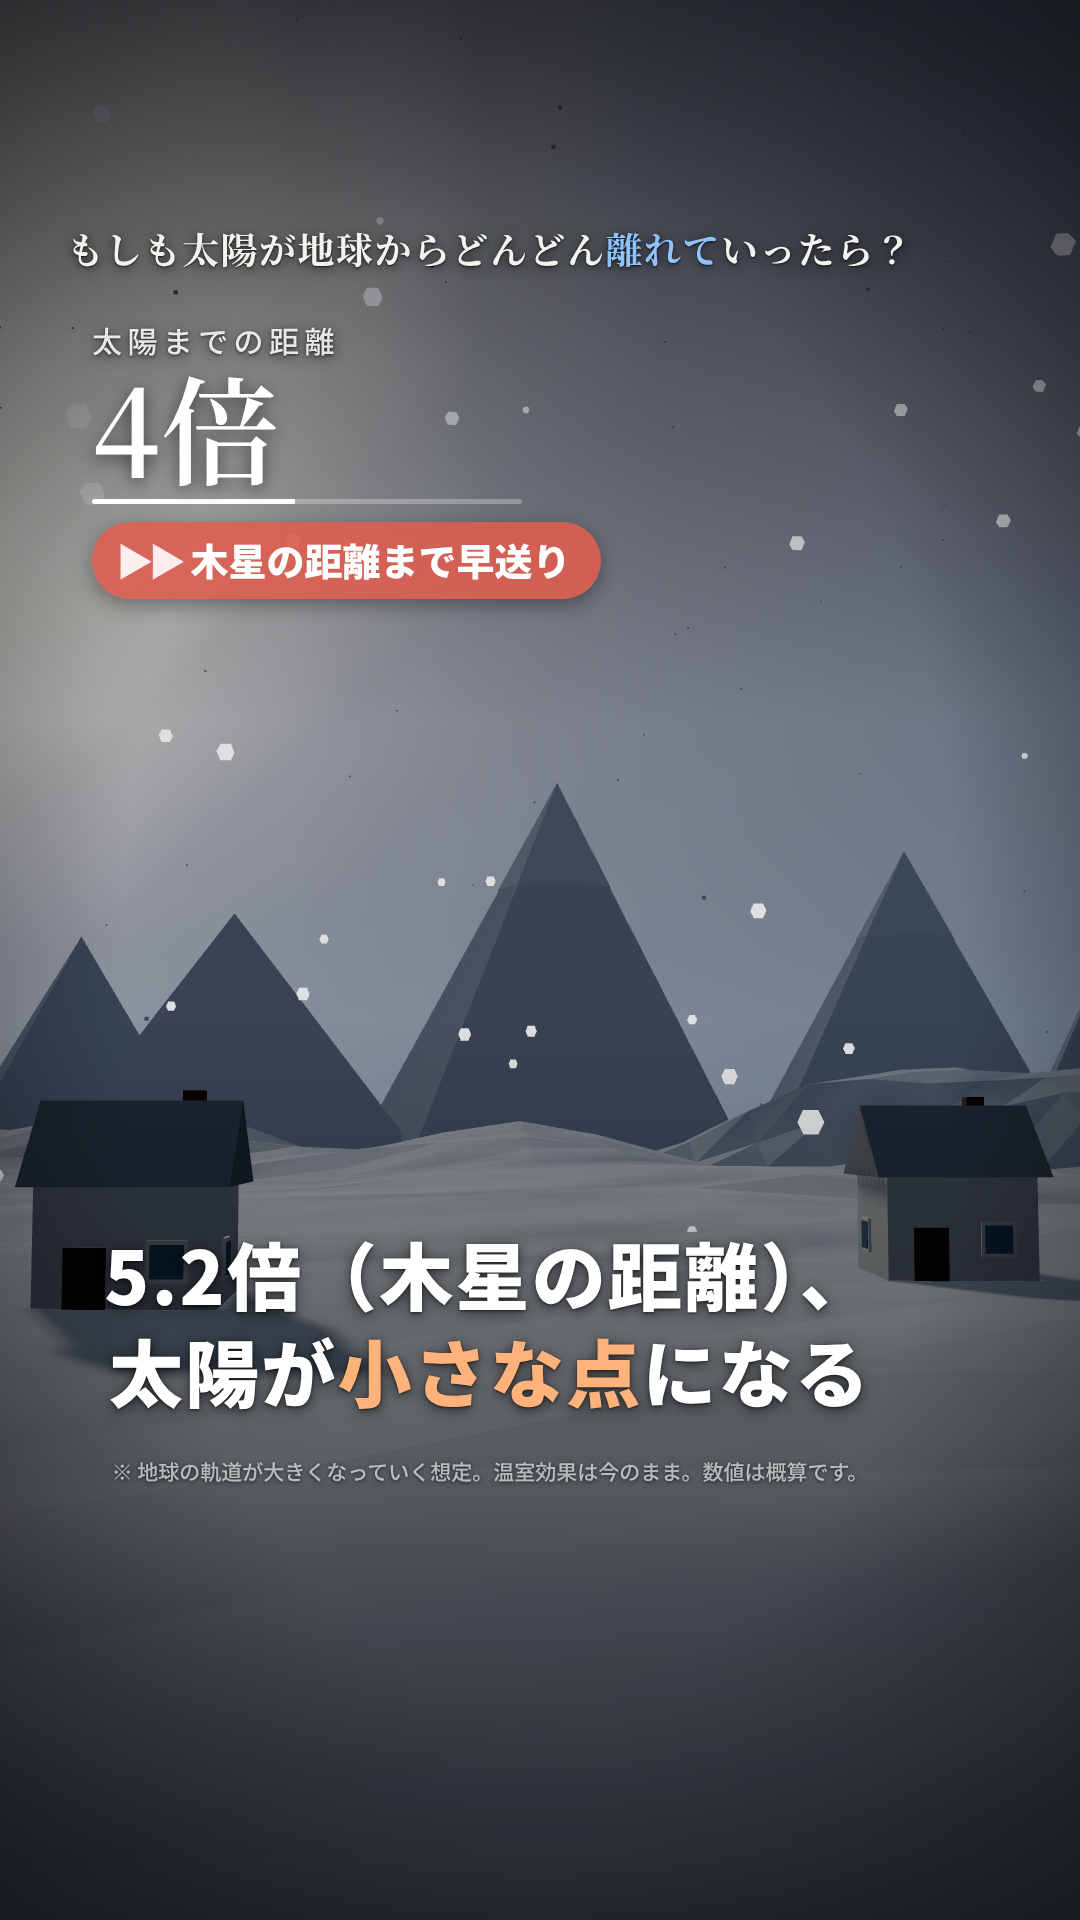 もしも太陽が地球からどんどん離れていったら？
太陽までの距離
4倍
▶▶木星の距離まで早送り
5.2倍（木星の距離）、
太陽が小さな点になる
※ 地球の軌道が大きくなっていく想定。温室効果は今のまま。数値は概算です。